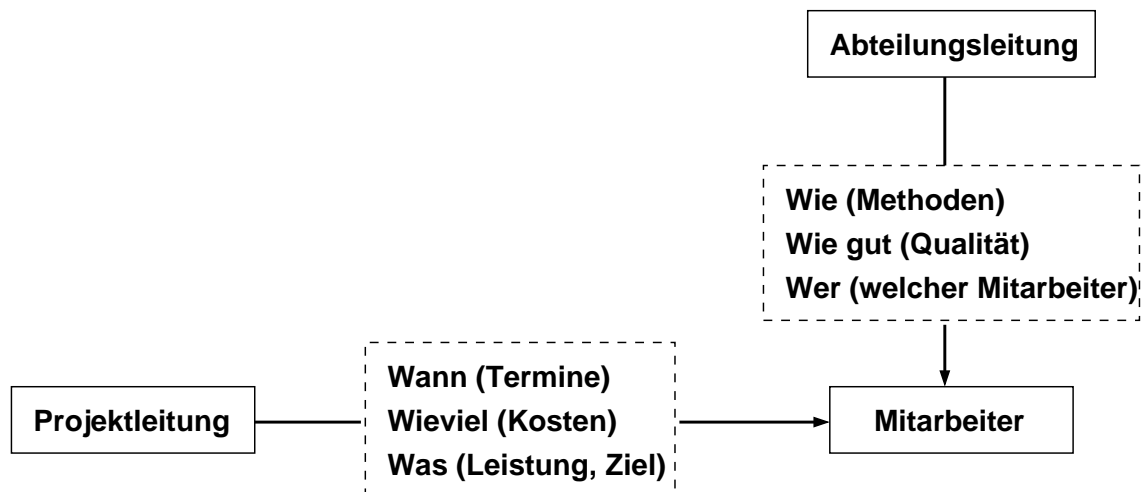 Abteilungsleitung
Wie (Methoden)
Wie gut (Qualität)
Wer (welcher Mitarbeiter)
Wann (Termine)
Wieviel (Kosten)
Was (Leistung, Ziel)
Projektleitung
Mitarbeiter